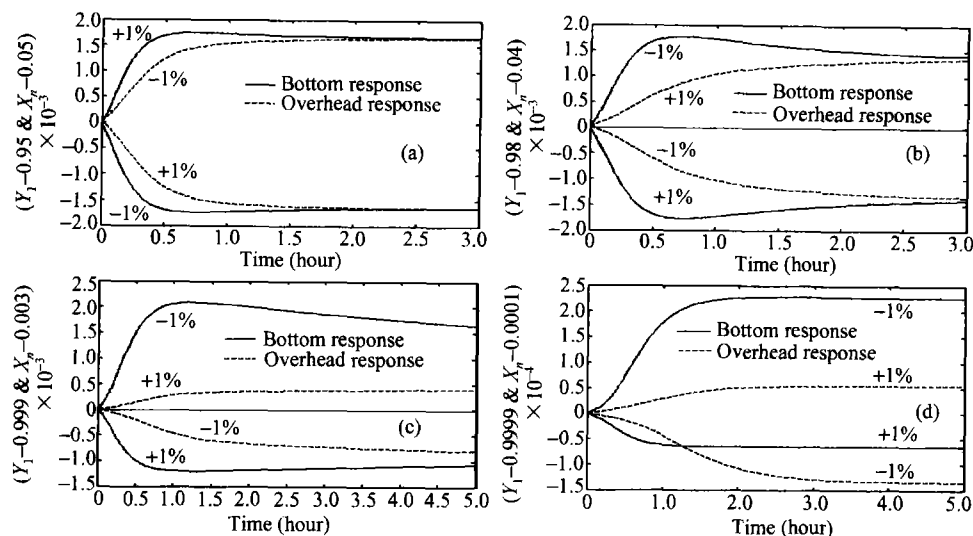 (Y₁−0.95 & Xₙ−0.05)
×10⁻³
2.0
1.5
1.0
0.5
0
−0.5
−1.0
−1.5
−2.0
+1%
−1%
Bottom response
Overhead response
+1%
(a)
−1%
0 0.5 1.0 1.5 2.0 2.5 3.0
Time (hour)
(Y₁−0.98 & Xₙ−0.04)
×10⁻³
2.0
1.5
1.0
0.5
0
−0.5
−1.0
−1.5
−2.0
−1%
+1%
Bottom response
Overhead response
−1%
(b)
+1%
0 0.5 1.0 1.5 2.0 2.5 3.0
Time (hour)
(Y₁−0.999 & Xₙ−0.003)
×10⁻³
2.5
2.0
1.5
1.0
0.5
0
−0.5
−1.0
−1.5
−1%
Bottom response
Overhead response
+1%
−1%
(c)
+1%
0 0.5 1.0 1.5 2.0 2.5 3.0 3.5 4.0 4.5 5.0
Time (hour)
(Y₁−0.9999 & Xₙ−0.0001)
×10⁻⁴
2.5
2.0
1.5
1.0
0.5
0
−0.5
−1.0
−1.5
−1%
Bottom response
Overhead response
+1%
(d)
+1%
−1%
0 1.0 2.0 3.0 4.0 5.0
Time (hour)